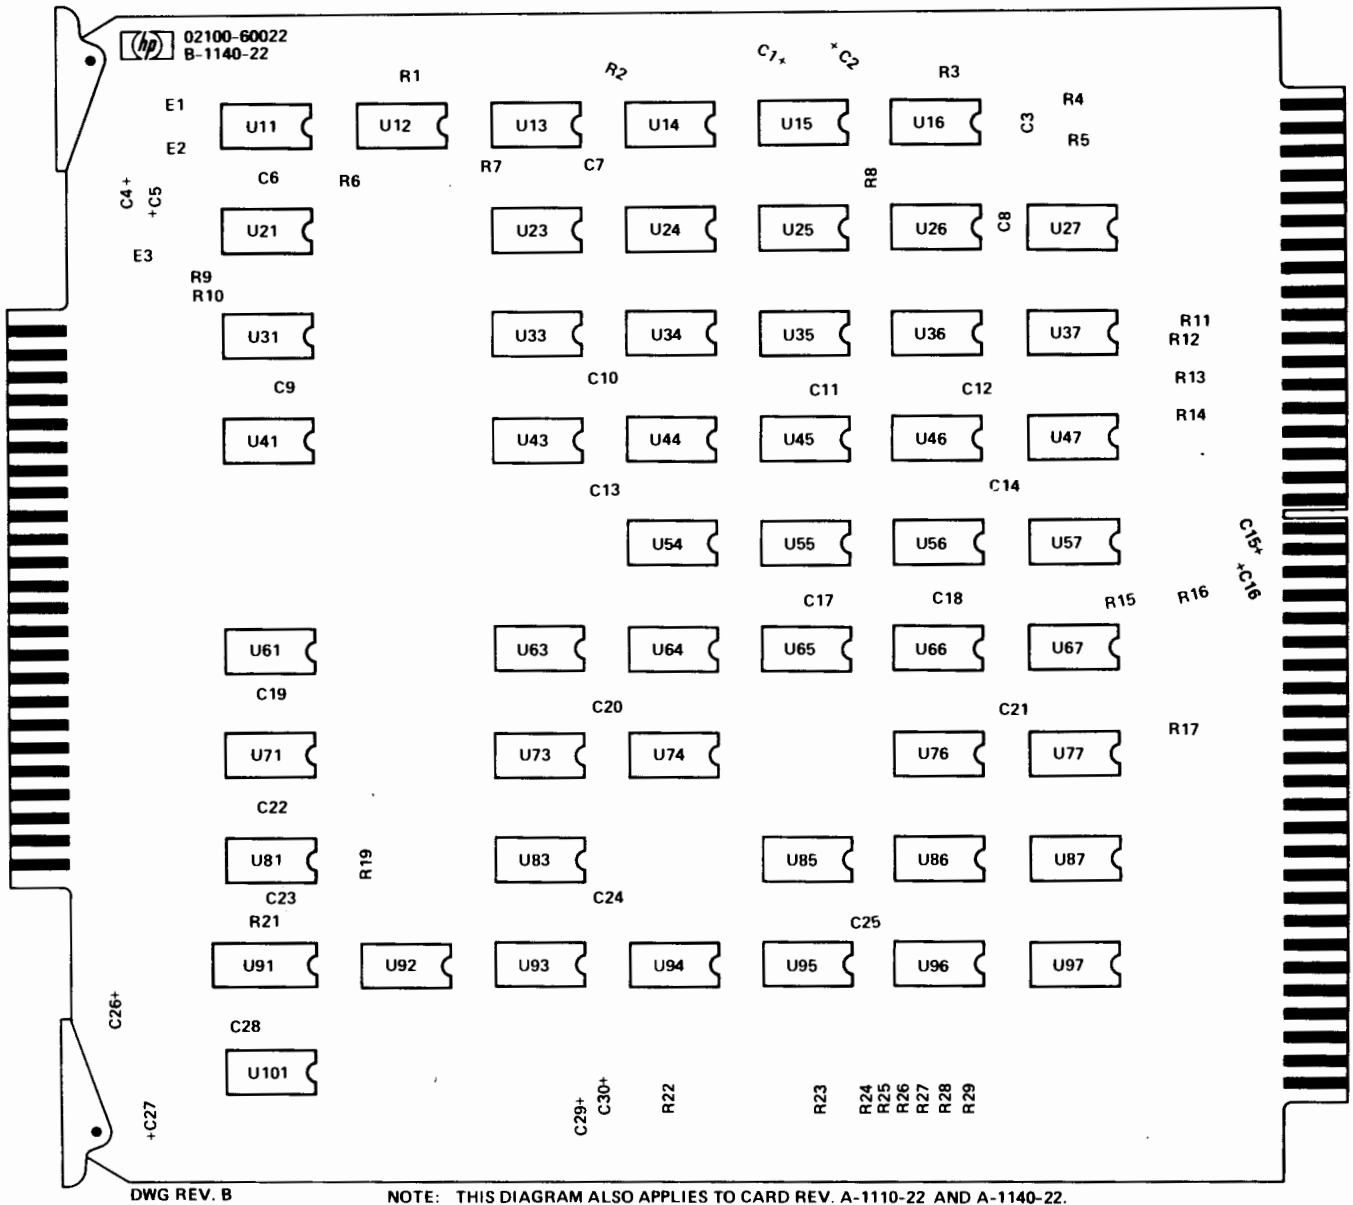 hp 02100-60022
B-1140-22
R1
R2
C1+
+C2
R3
R4
R5
C3
E1
E2
U11
U12
U13
U14
U15
U16
C6
R6
R7
C7
R8
C4+
+C5
U21
U23
U24
U25
U26
C8
U27
E3
R9
R10
U31
U33
U34
U35
U36
U37
R11
R12
C9
C10
C11
C12
R13
R14
U41
U43
U44
U45
U46
U47
C13
C14
U54
U55
U56
U57
C15+
+C16
C17
C18
R15
R16
U61
U63
U64
U65
U66
U67
C19
C20
C21
R17
U71
U73
U74
U76
U77
C22
U81
R19
U83
U85
U86
U87
C23
C24
R21
C25
U91
U92
U93
U94
U95
U96
U97
C26+
C28
U101
+C27
C29+
C30+
R22
R23
R24
R25
R26
R27
R28
R29
DWG REV. B
NOTE: THIS DIAGRAM ALSO APPLIES TO CARD REV. A-1110-22 AND A-1140-22.